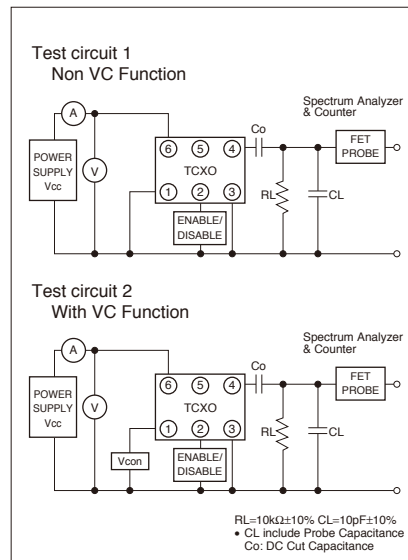 Test circuit 1
Non VC Function
Spectrum Analyzer
& Counter
A
Co
6 5 4
FET
PROBE
POWER
SUPPLY
Vcc
V
TCXO
1 2 3
RL
CL
ENABLE/
DISABLE
Test circuit 2
With VC Function
Spectrum Analyzer
& Counter
A
Co
6 5 4
FET
PROBE
POWER
SUPPLY
Vcc
V
TCXO
1 2 3
RL
CL
Vcon
ENABLE/
DISABLE
RL=10kΩ±10% CL=10pF±10%
• CL include Probe Capacitance
Co: DC Cut Capacitance